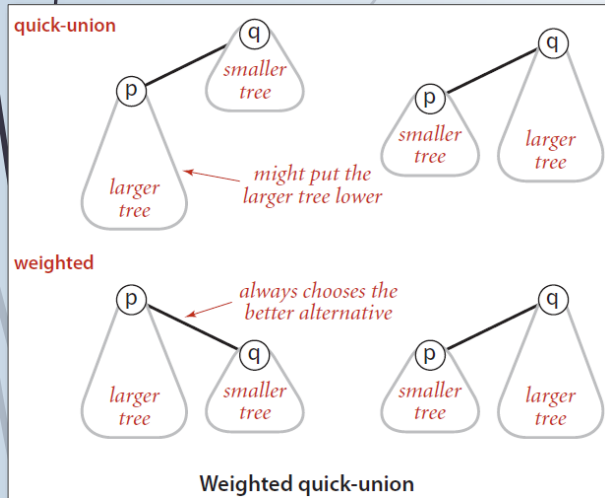 quick-union
q
smaller
tree
p
larger
tree
might put the
larger tree lower
q
p
smaller
tree
larger
tree
weighted
p
always chooses the
better alternative
q
larger
tree
smaller
tree
q
p
smaller
tree
larger
tree
Weighted quick-union